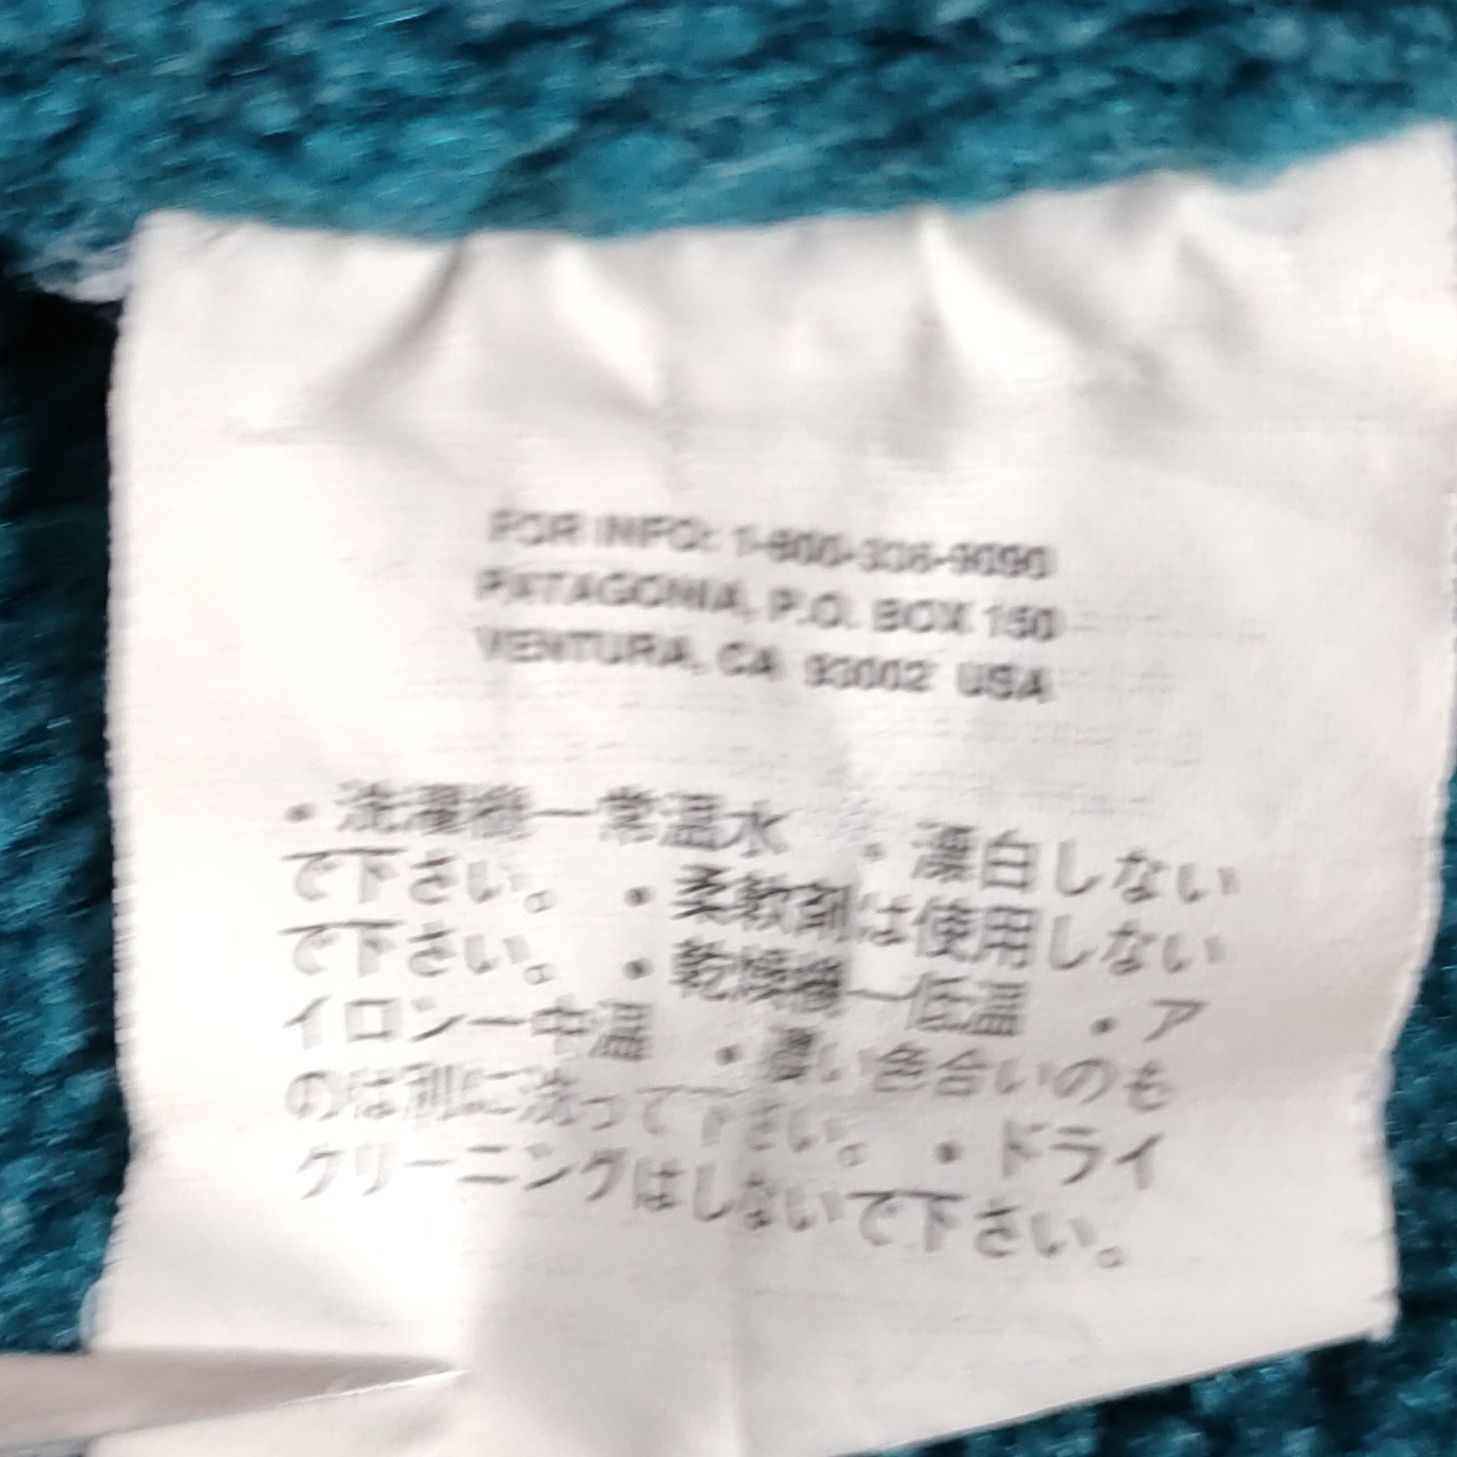 FOR INFO: 1-800-336-9090
PATAGONIA, P.O. BOX 150
VENTURA, CA 93002 USA
・洗濯機ー常温水 ・漂白しない
で下さい。 ・柔軟剤は使用しない
で下さい。 ・乾燥機ー低温 ・ア
イロンー中温 ・濃い色合いのも
のは別に洗って下さい。 ・ドライ
クリーニングはしないで下さい。